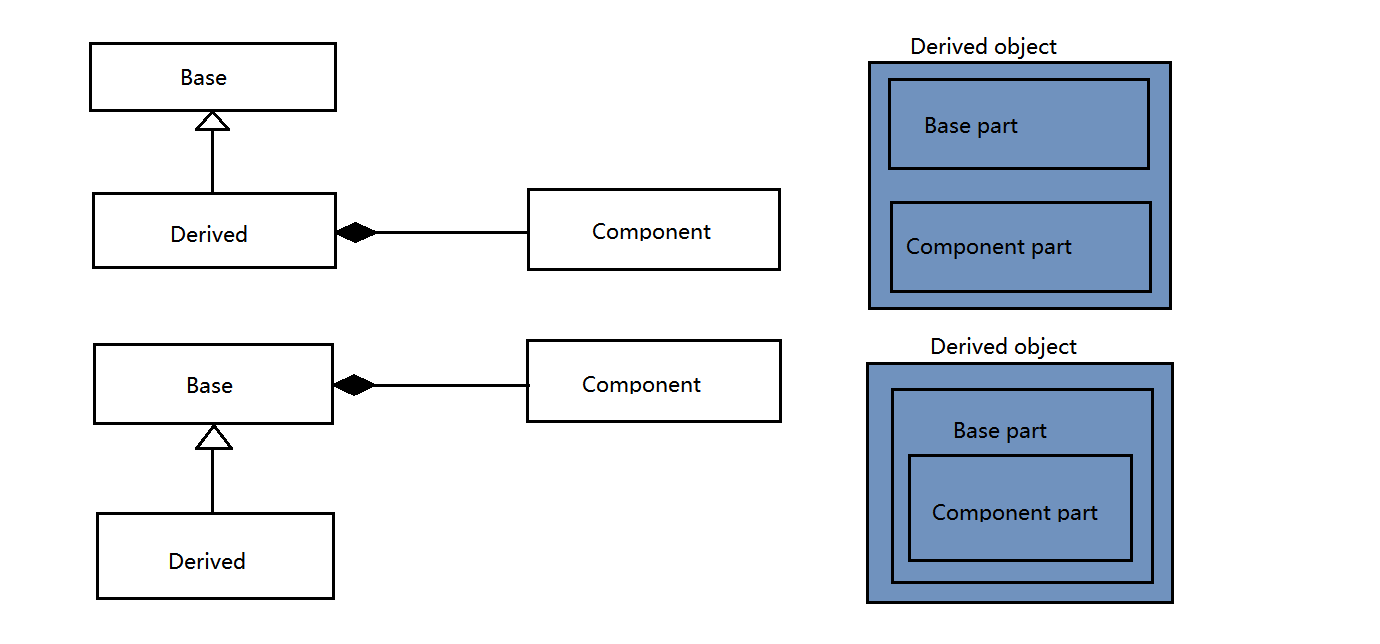 Base
Derived
Component
Derived object
Base part
Component part
Base
Component
Derived
Derived object
Base part
Component part